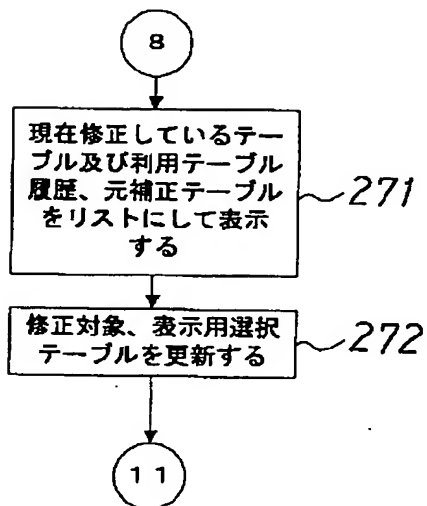 8
現在修正しているテー
ブル及び利用テーブル
履歴、元補正テーブル
をリストにして表示
する
271
修正対象、表示用選択
テーブルを更新する
272
11